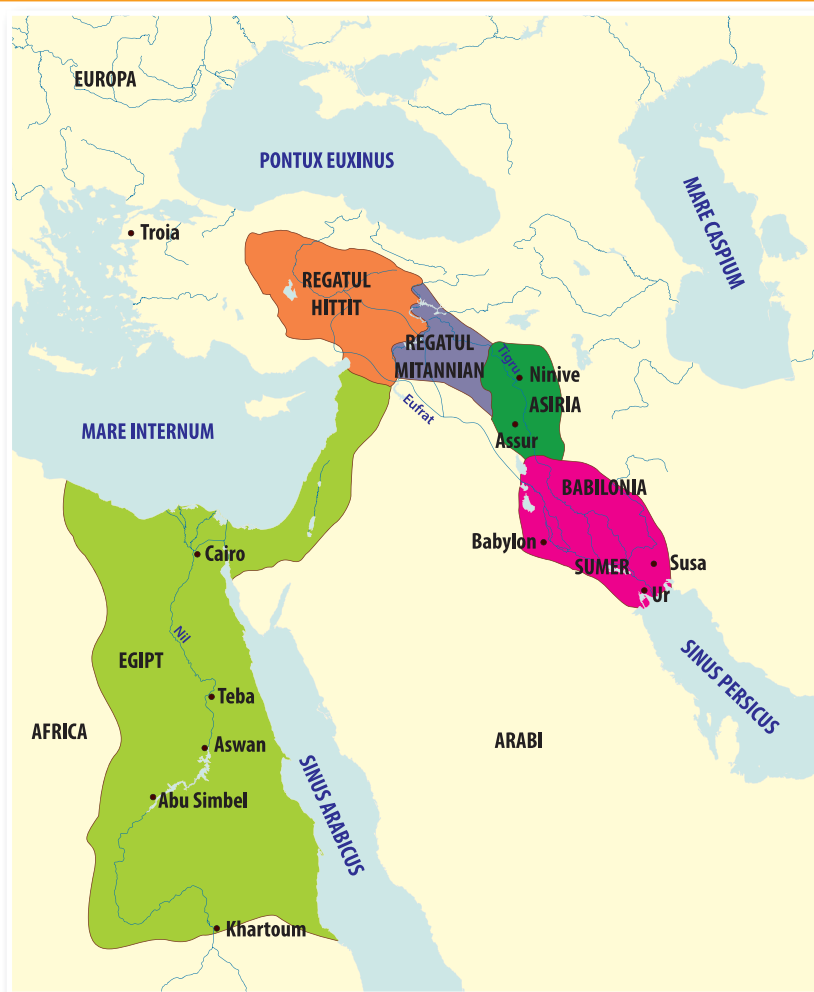 EUROPA
PONTUX EUXINUS
MARE CASPIUM
Troia
REGATUL
HITTIT
REGATUL
MITANNIAN
Tigru
Ninive
ASIRIA
Eufrat
Assur
MARE INTERNUM
BABILONIA
Babylon
SUMER
Susa
Ur
Cairo
Nil
EGIPT
SINUS PERSICUS
Teba
AFRICA
Aswan
ARABI
SINUS ARABICUS
Abu Simbel
Khartoum